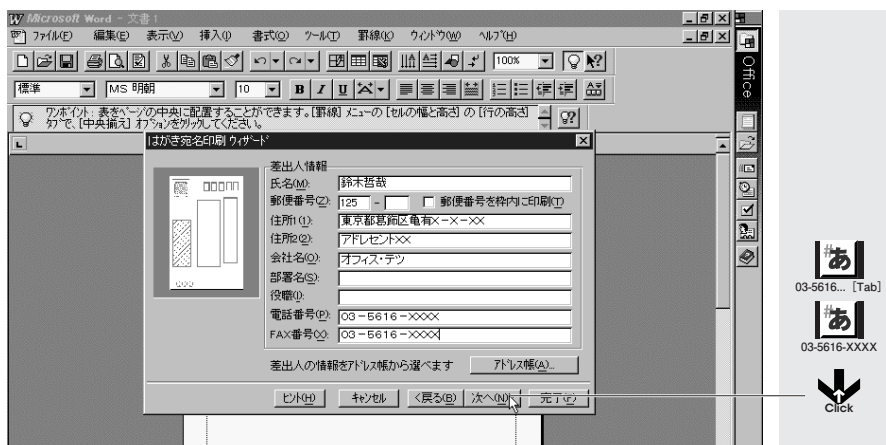 Microsoft Word - 文書 1
ファイル(F) 編集(E) 表示(V) 挿入(I) 書式(O) ツール(T) 罫線(K) ウィンドウ(W) ヘルプ(H)
100%
標準 MS 明朝 10 B I U
ワンポイント: 表をページの中央に配置することができます。[罫線] メニューの [セルの幅と高さ] の [行の高さ]
タブで、[中央揃え] オプションをクリックしてください。
はがき宛名印刷 ウィザード
差出人情報
氏名(M): 鈴木哲哉
郵便番号(Z): 125 - 郵便番号を枠内に印刷(T)
住所1(1): 東京都葛飾区亀有X-X-XX
住所2(2): アドレセントXX
会社名(O): オフィス・テツ
部署名(S):
役職(I):
電話番号(P): 03-5616-XXXX
FAX番号(X): 03-5616-XXXX
差出人の情報をアドレス帳から選べます アドレス帳(A)...
ヒント(H) キャンセル <戻る(B) 次へ(N)> 完了(F)
Office
#あ
03-5616... [Tab]
#あ
03-5616-XXXX
Click